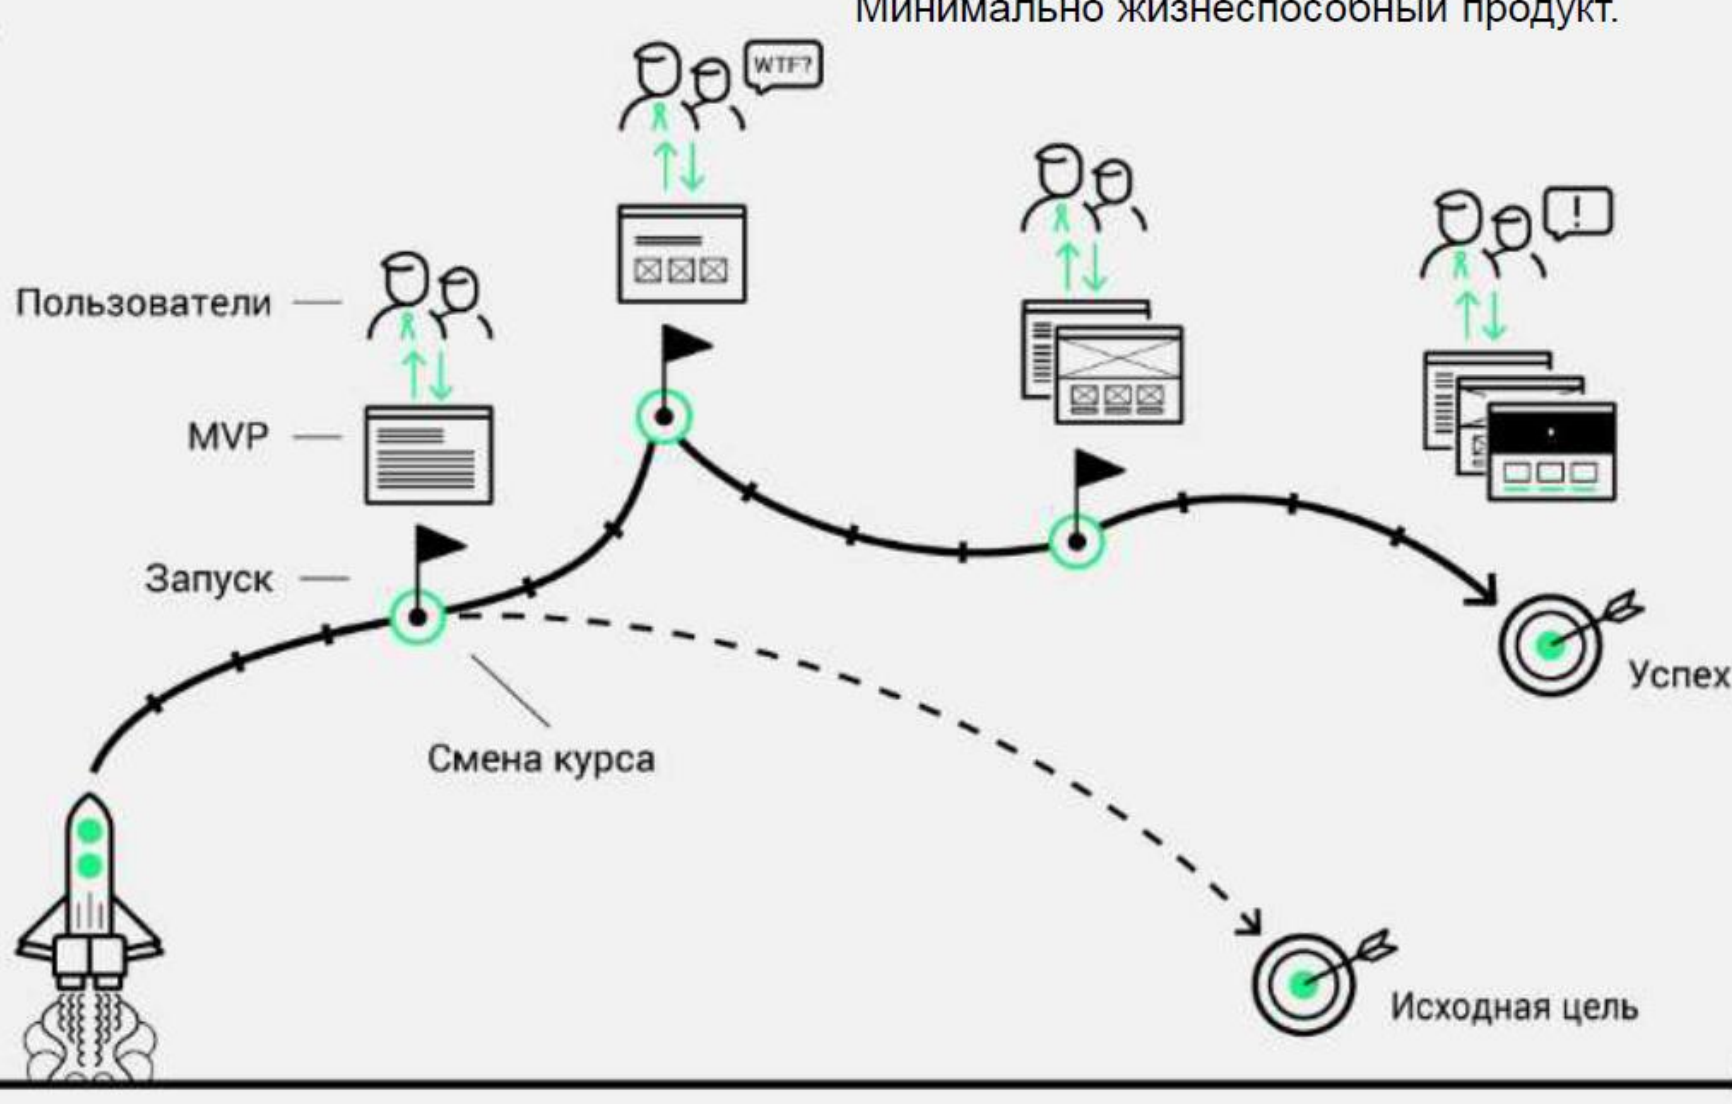 Минимально жизнеспособный продукт.
WTF?
!
Пользователи
MVP
Запуск
Смена курса
Успех
Исходная цель